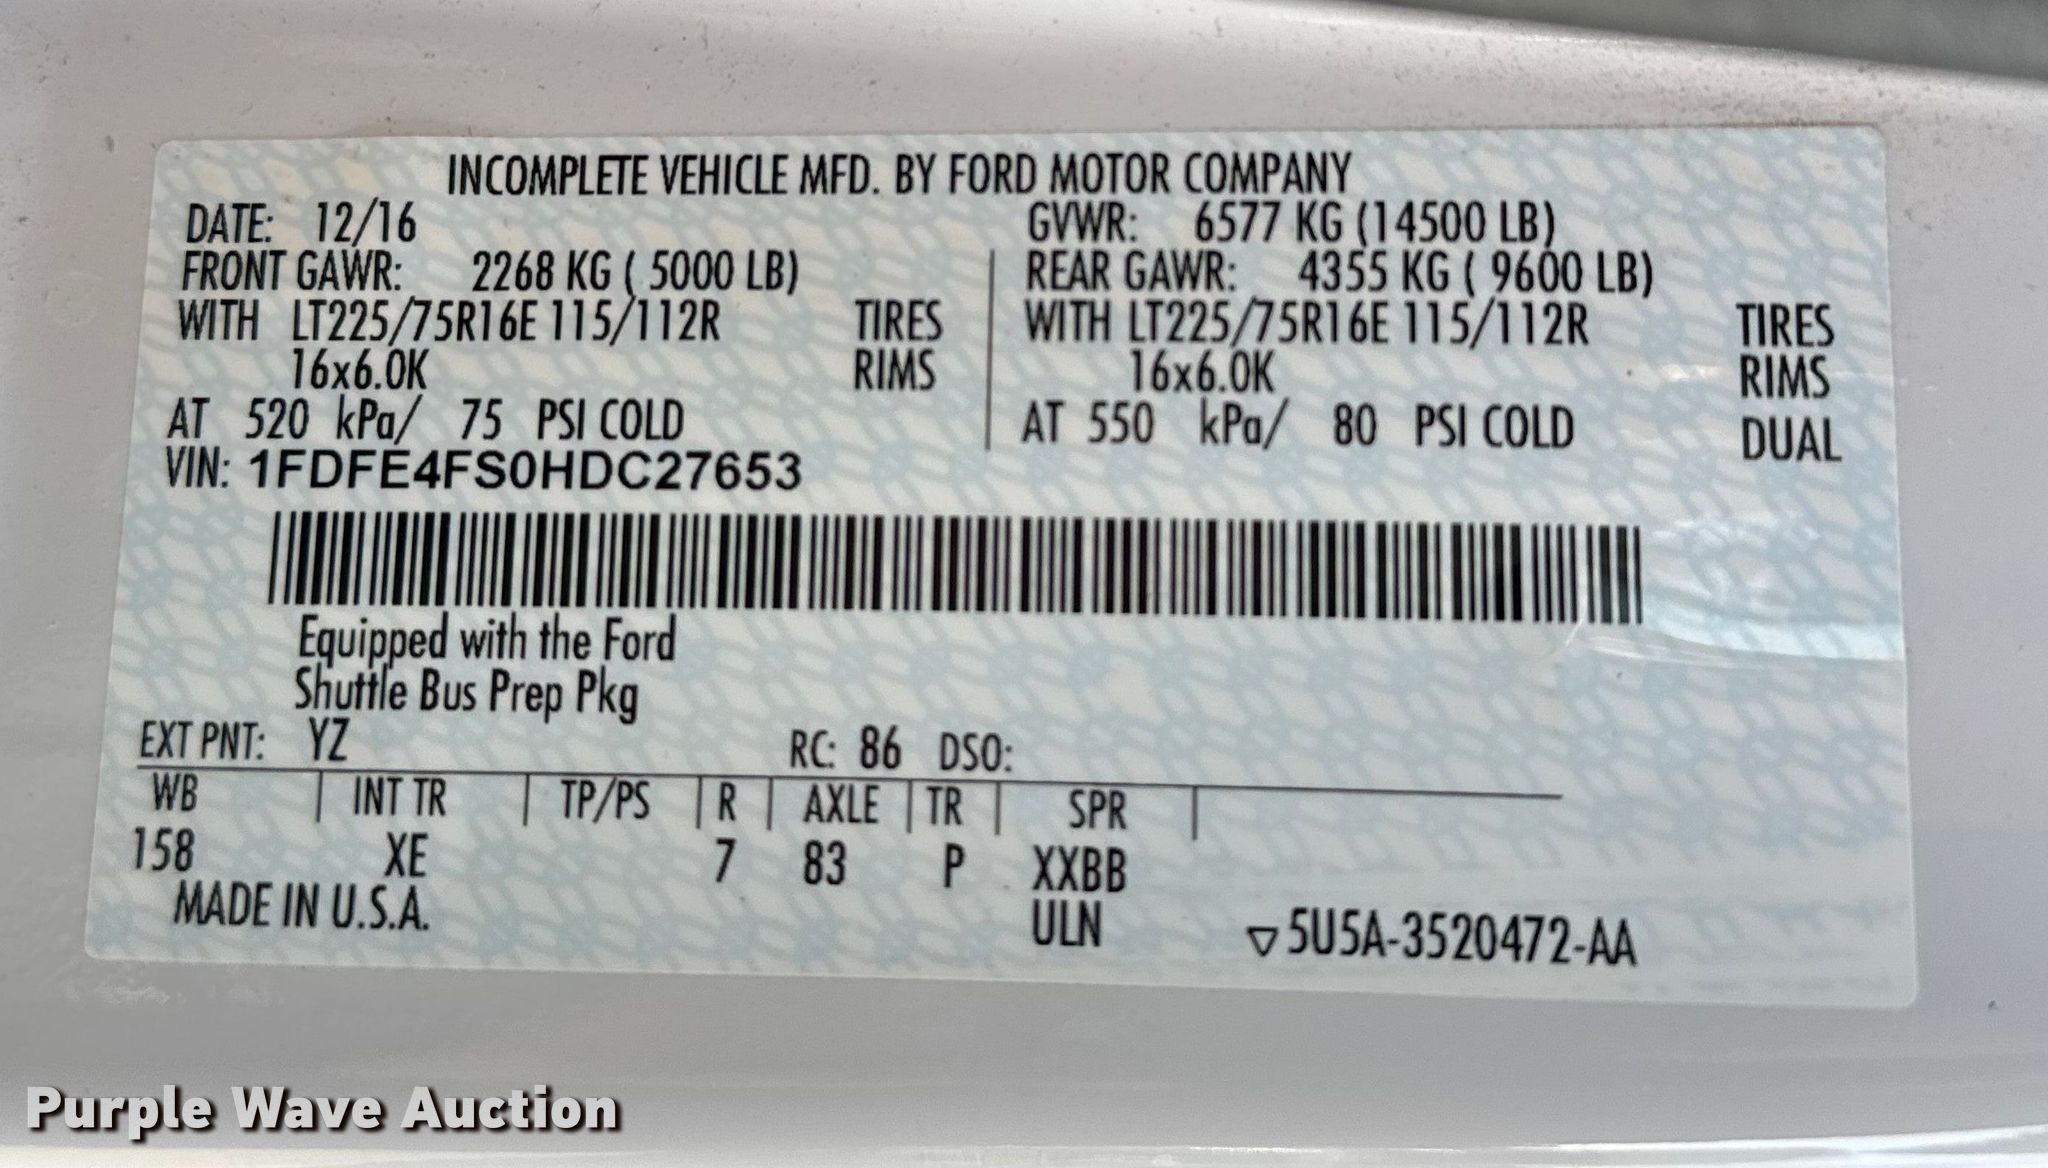 INCOMPLETE VEHICLE MFD. BY FORD MOTOR COMPANY
DATE: 12/16 GVWR: 6577 KG (14500 LB)
FRONT GAWR: 2268 KG ( 5000 LB) REAR GAWR: 4355 KG ( 9600 LB)
WITH LT225/75R16E 115/112R TIRES WITH LT225/75R16E 115/112R TIRES
16x6.0K RIMS 16x6.0K RIMS
AT 520 kPa/ 75 PSI COLD AT 550 kPa/ 80 PSI COLD DUAL
VIN: 1FDFE4FS0HDC27653
Equipped with the Ford
Shuttle Bus Prep Pkg
EXT PNT: YZ RC: 86 DSO:
WB INT TR TP/PS R AXLE TR SPR
158 XE 7 83 P XXBB
MADE IN U.S.A. ULN ▽5U5A-3520472-AA
Purple Wave Auction